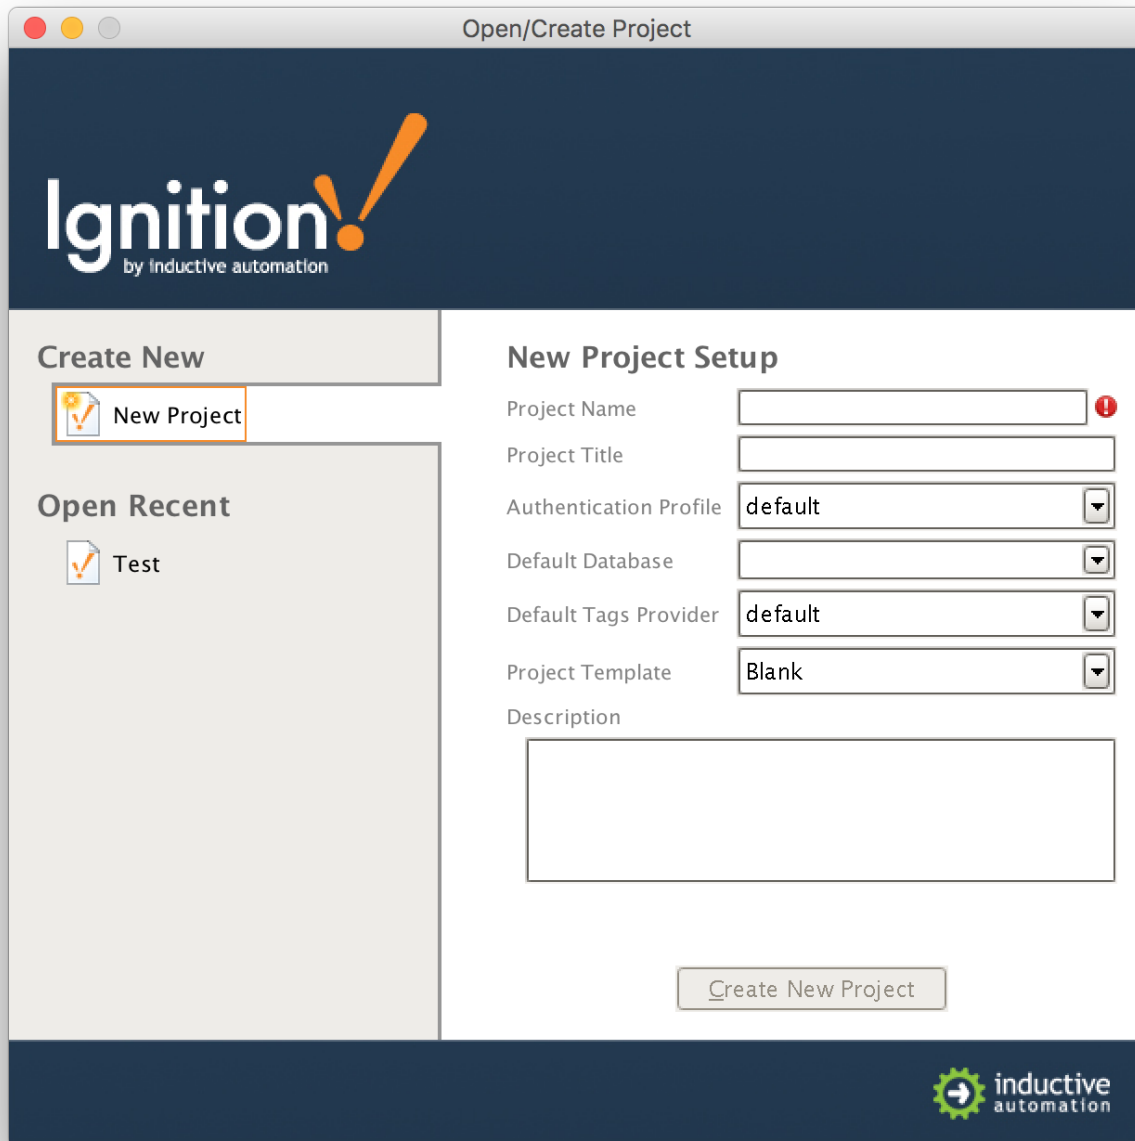 Open/Create Project
Ignition
by inductive automation
Create New
New Project
Open Recent
Test
New Project Setup
Project Name
Project Title
Authentication Profile default
Default Database
Default Tags Provider default
Project Template Blank
Description
Create New Project
inductive
automation